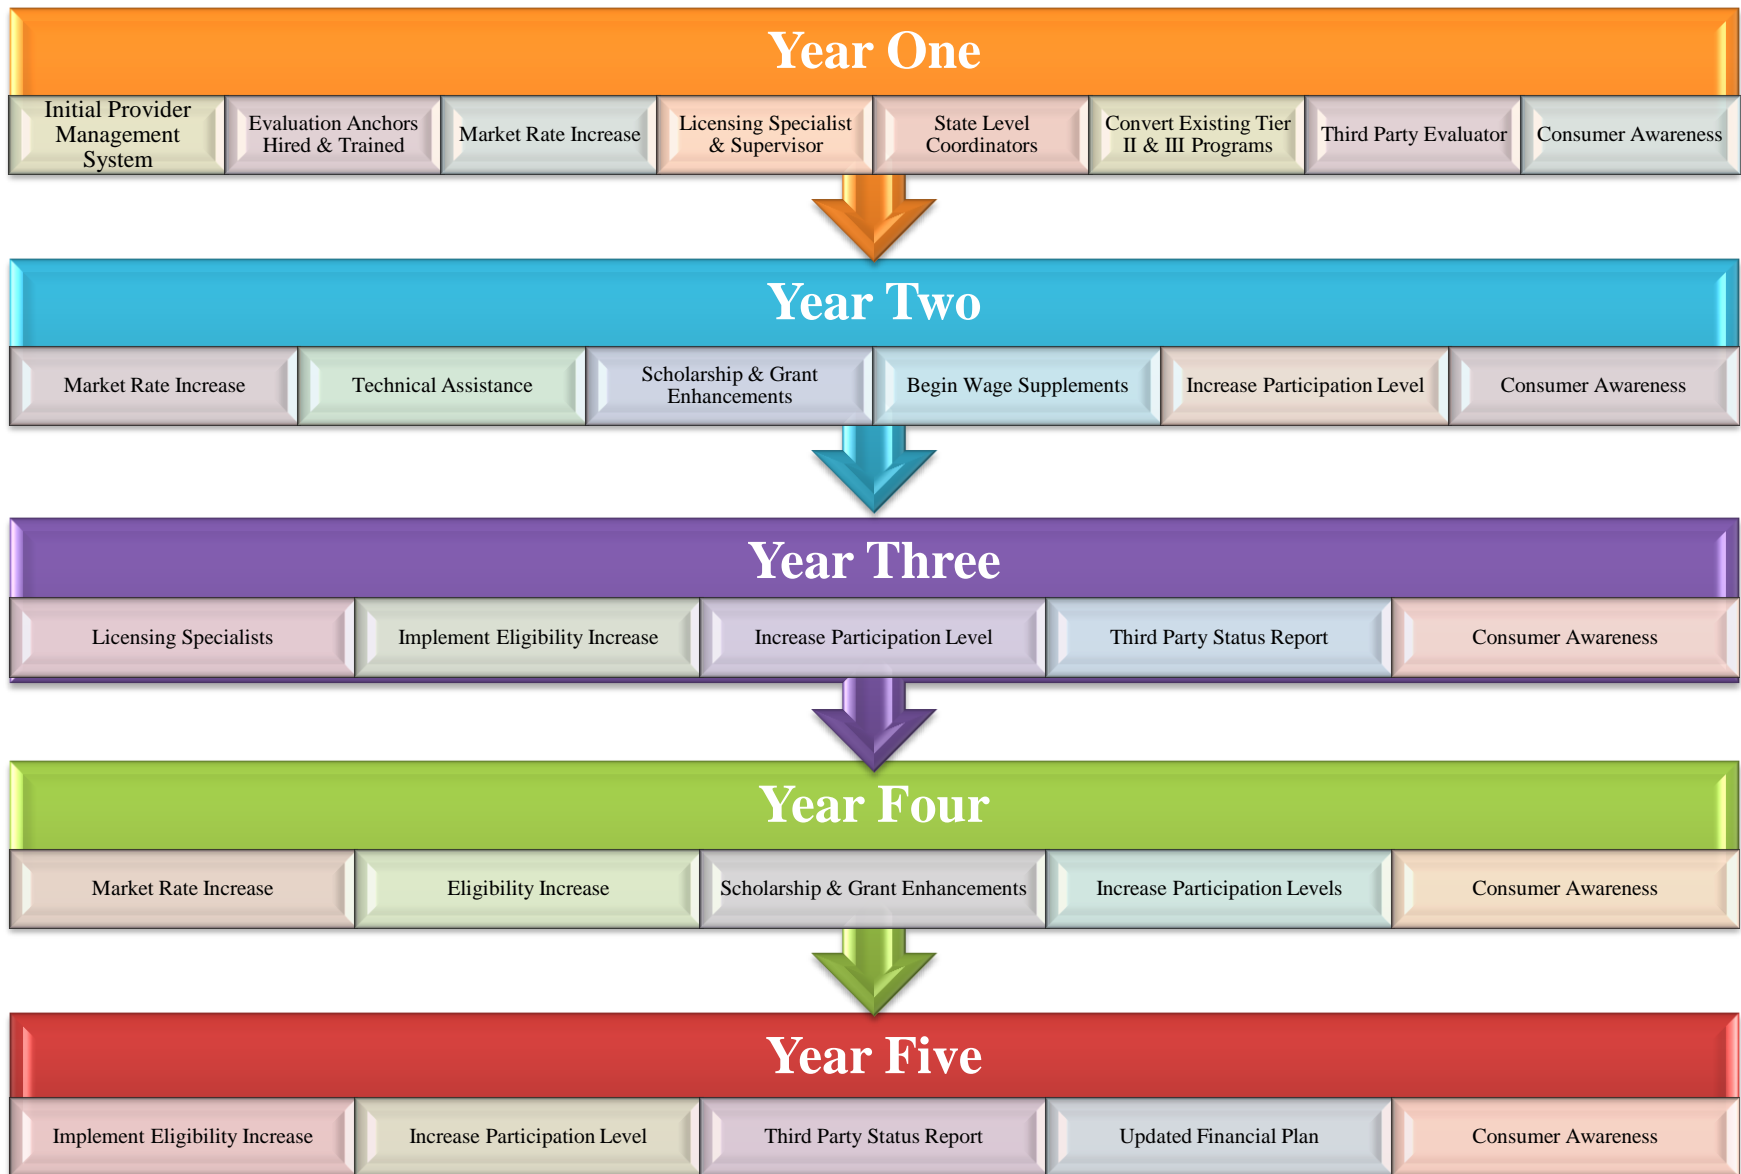 Year One
Initial Provider
Management
System
Evaluation Anchors
Hired & Trained
Market Rate Increase
Licensing Specialist
& Supervisor
State Level
Coordinators
Convert Existing Tier
II & III Programs
Third Party Evaluator
Consumer Awareness
Year Two
Market Rate Increase
Technical Assistance
Scholarship & Grant
Enhancements
Begin Wage Supplements
Increase Participation Level
Consumer Awareness
Year Three
Licensing Specialists
Implement Eligibility Increase
Increase Participation Level
Third Party Status Report
Consumer Awareness
Year Four
Market Rate Increase
Eligibility Increase
Scholarship & Grant Enhancements
Increase Participation Levels
Consumer Awareness
Year Five
Implement Eligibility Increase
Increase Participation Level
Third Party Status Report
Updated Financial Plan
Consumer Awareness